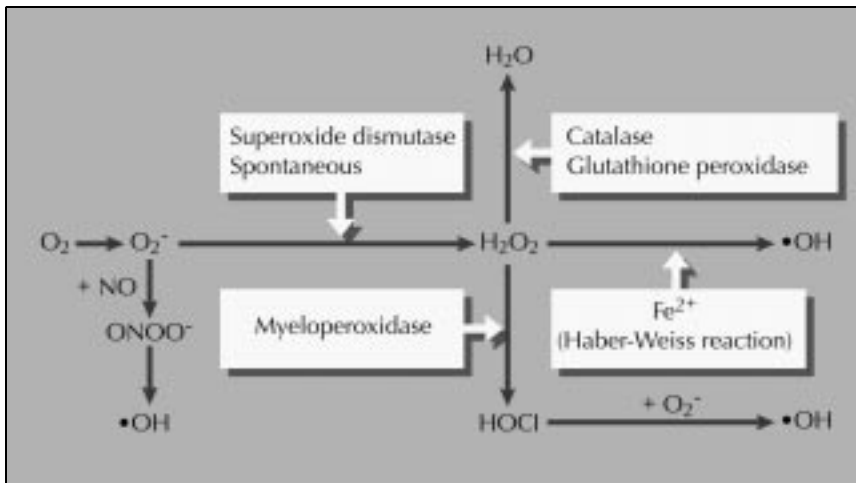 H₂O
Superoxide dismutase
Spontaneous
Catalase
Glutathione peroxidase
O₂
O₂⁻
H₂O₂
•OH
+ NO
ONOO⁻
Myeloperoxidase
Fe²⁺
(Haber-Weiss reaction)
•OH
HOCl
+ O₂⁻
•OH